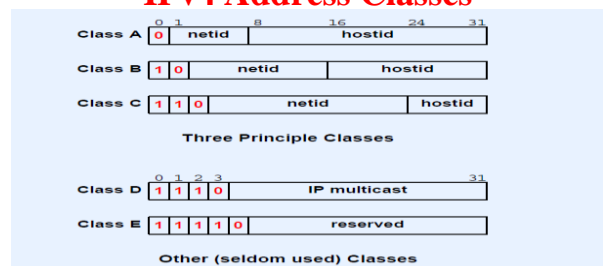 IPV4 Address Classes
0 1 8 16 24 31
Class A 0 netid hostid
Class B 1 0 netid hostid
Class C 1 1 0 netid hostid
Three Principle Classes
0 1 2 3 31
Class D 1 1 1 0 IP multicast
Class E 1 1 1 1 0 reserved
Other (seldom used) Classes